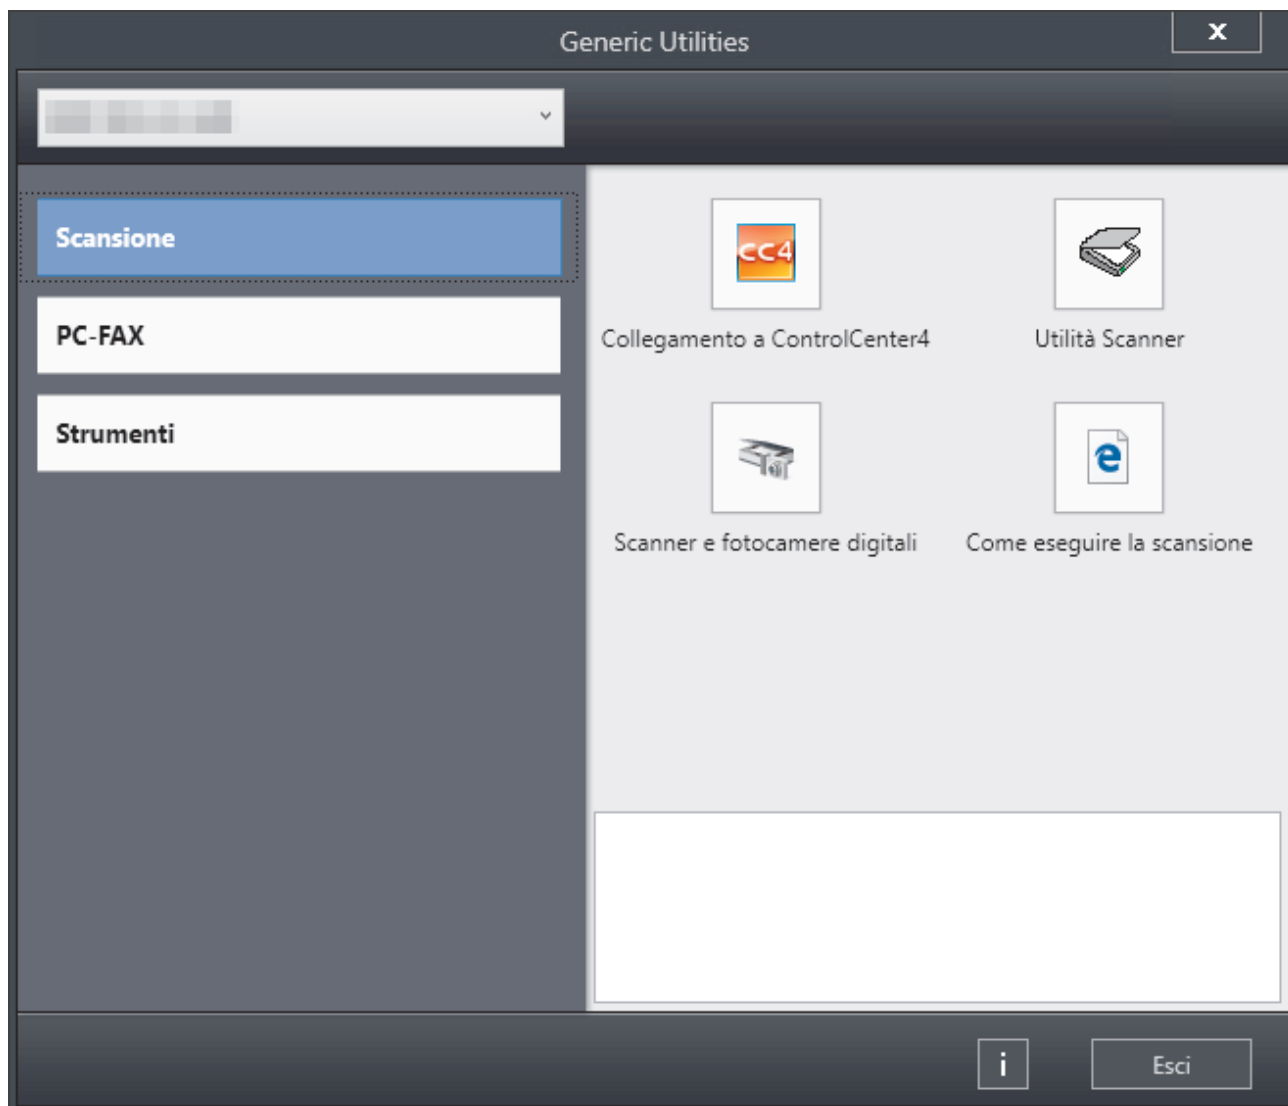 Generic Utilities
x
Scansione
PC-FAX
Strumenti
CC4
Collegamento a ControlCenter4
Utilità Scanner
e
Scanner e fotocamere digitali
Come eseguire la scansione
i
Esci